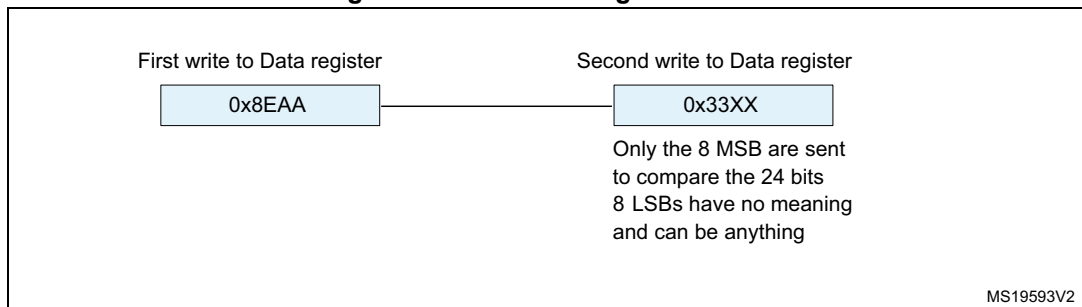 First write to Data register
Second write to Data register
0x8EAA
0x33XX
Only the 8 MSB are sent
to compare the 24 bits
8 LSBs have no meaning
and can be anything
MS19593V2